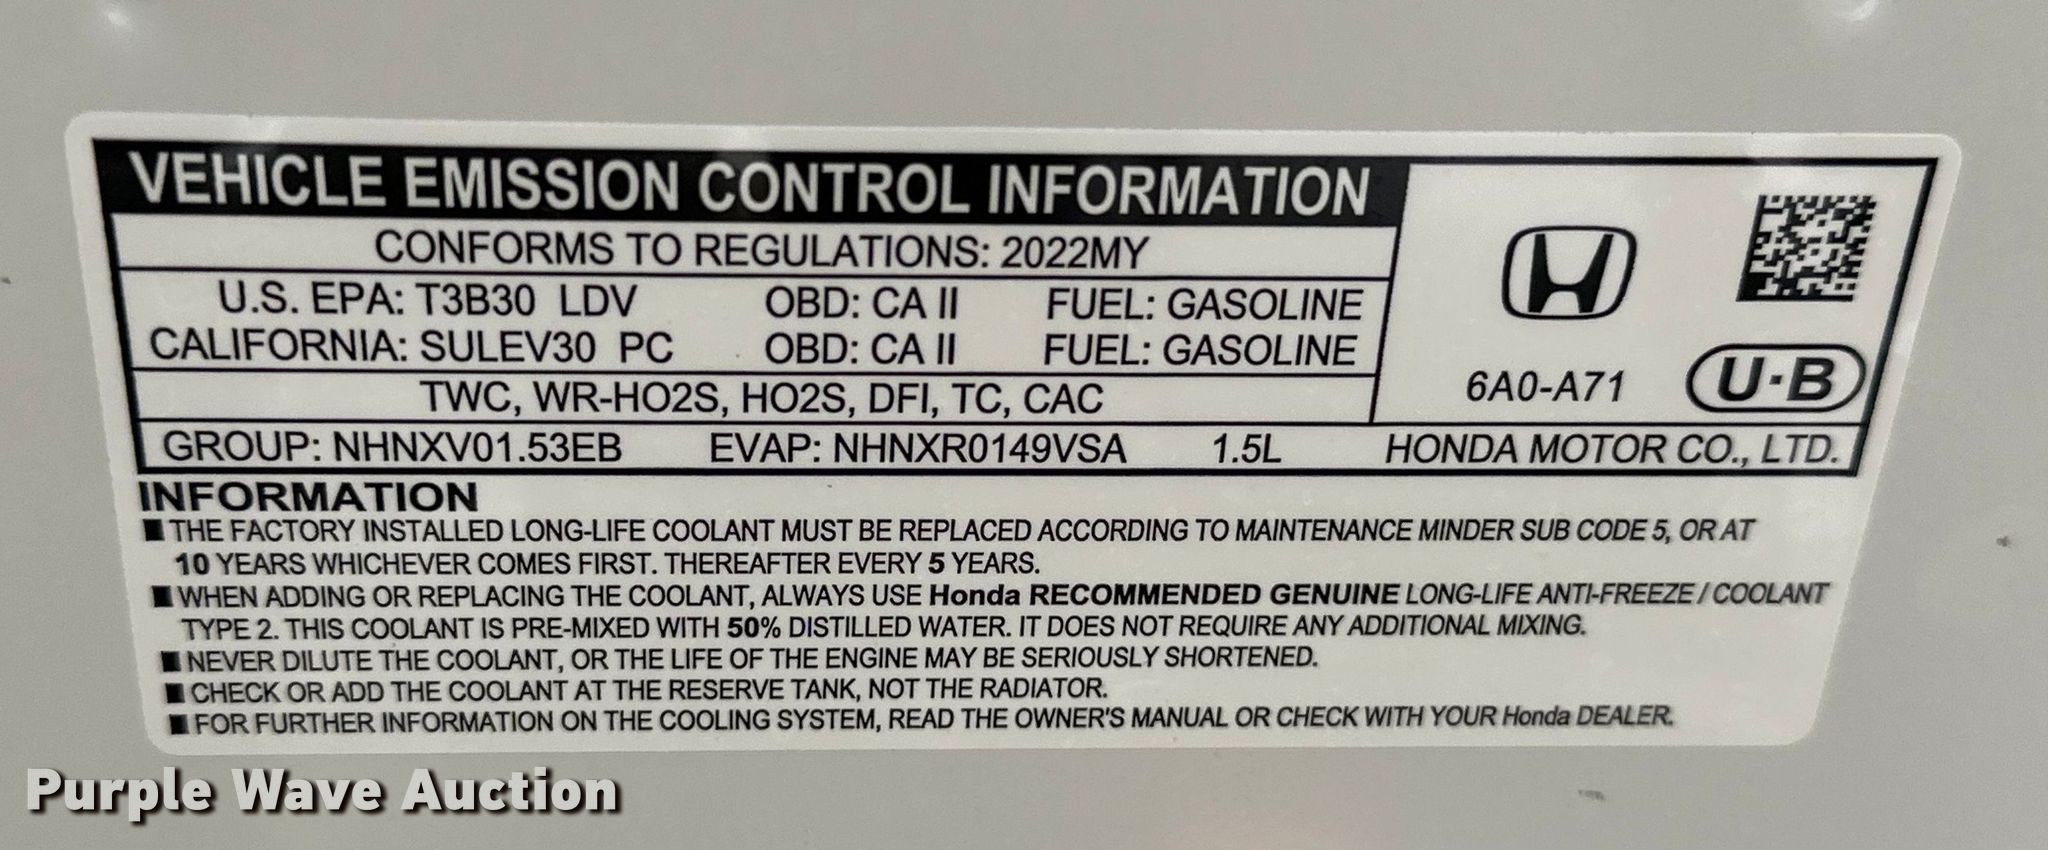 VEHICLE EMISSION CONTROL INFORMATION
CONFORMS TO REGULATIONS: 2022MY
U.S. EPA: T3B30 LDV OBD: CA II FUEL: GASOLINE
CALIFORNIA: SULEV30 PC OBD: CA II FUEL: GASOLINE
6A0-A71 U·B
TWC, WR-HO2S, HO2S, DFI, TC, CAC
GROUP: NHNXV01.53EB EVAP: NHNXR0149VSA 1.5L HONDA MOTOR CO., LTD.
INFORMATION
■ THE FACTORY INSTALLED LONG-LIFE COOLANT MUST BE REPLACED ACCORDING TO MAINTENANCE MINDER SUB CODE 5, OR AT
10 YEARS WHICHEVER COMES FIRST. THEREAFTER EVERY 5 YEARS.
■ WHEN ADDING OR REPLACING THE COOLANT, ALWAYS USE Honda RECOMMENDED GENUINE LONG-LIFE ANTI-FREEZE / COOLANT
TYPE 2. THIS COOLANT IS PRE-MIXED WITH 50% DISTILLED WATER. IT DOES NOT REQUIRE ANY ADDITIONAL MIXING.
■ NEVER DILUTE THE COOLANT, OR THE LIFE OF THE ENGINE MAY BE SERIOUSLY SHORTENED.
■ CHECK OR ADD THE COOLANT AT THE RESERVE TANK, NOT THE RADIATOR.
■ FOR FURTHER INFORMATION ON THE COOLING SYSTEM, READ THE OWNER'S MANUAL OR CHECK WITH YOUR Honda DEALER.
Purple Wave Auction